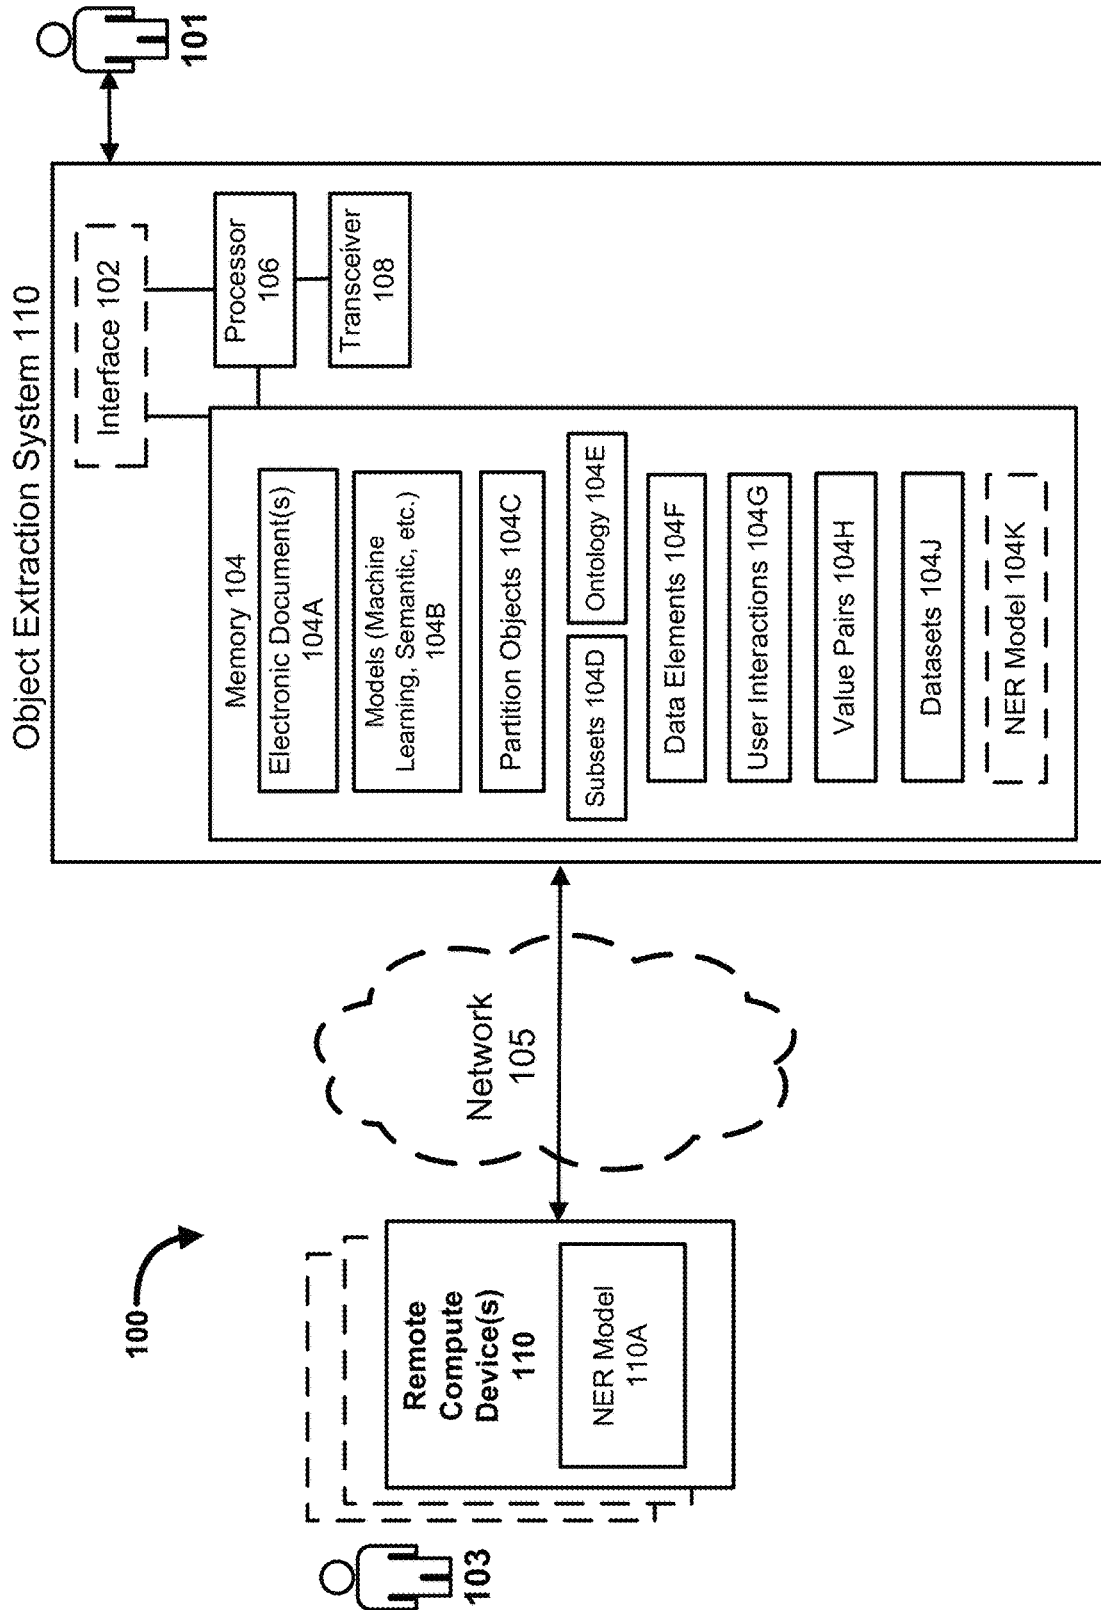 100
103
Remote
Compute
Device(s)
110
NER Model
110A
Network
105
Object Extraction System 110
Memory 104
Electronic Document(s)
104A
Models (Machine
Learning, Semantic, etc.)
104B
Partition Objects 104C
Subsets 104D
Ontology 104E
Data Elements 104F
User Interactions 104G
Value Pairs 104H
Datasets 104J
NER Model 104K
Interface 102
Processor
106
Transceiver
108
101